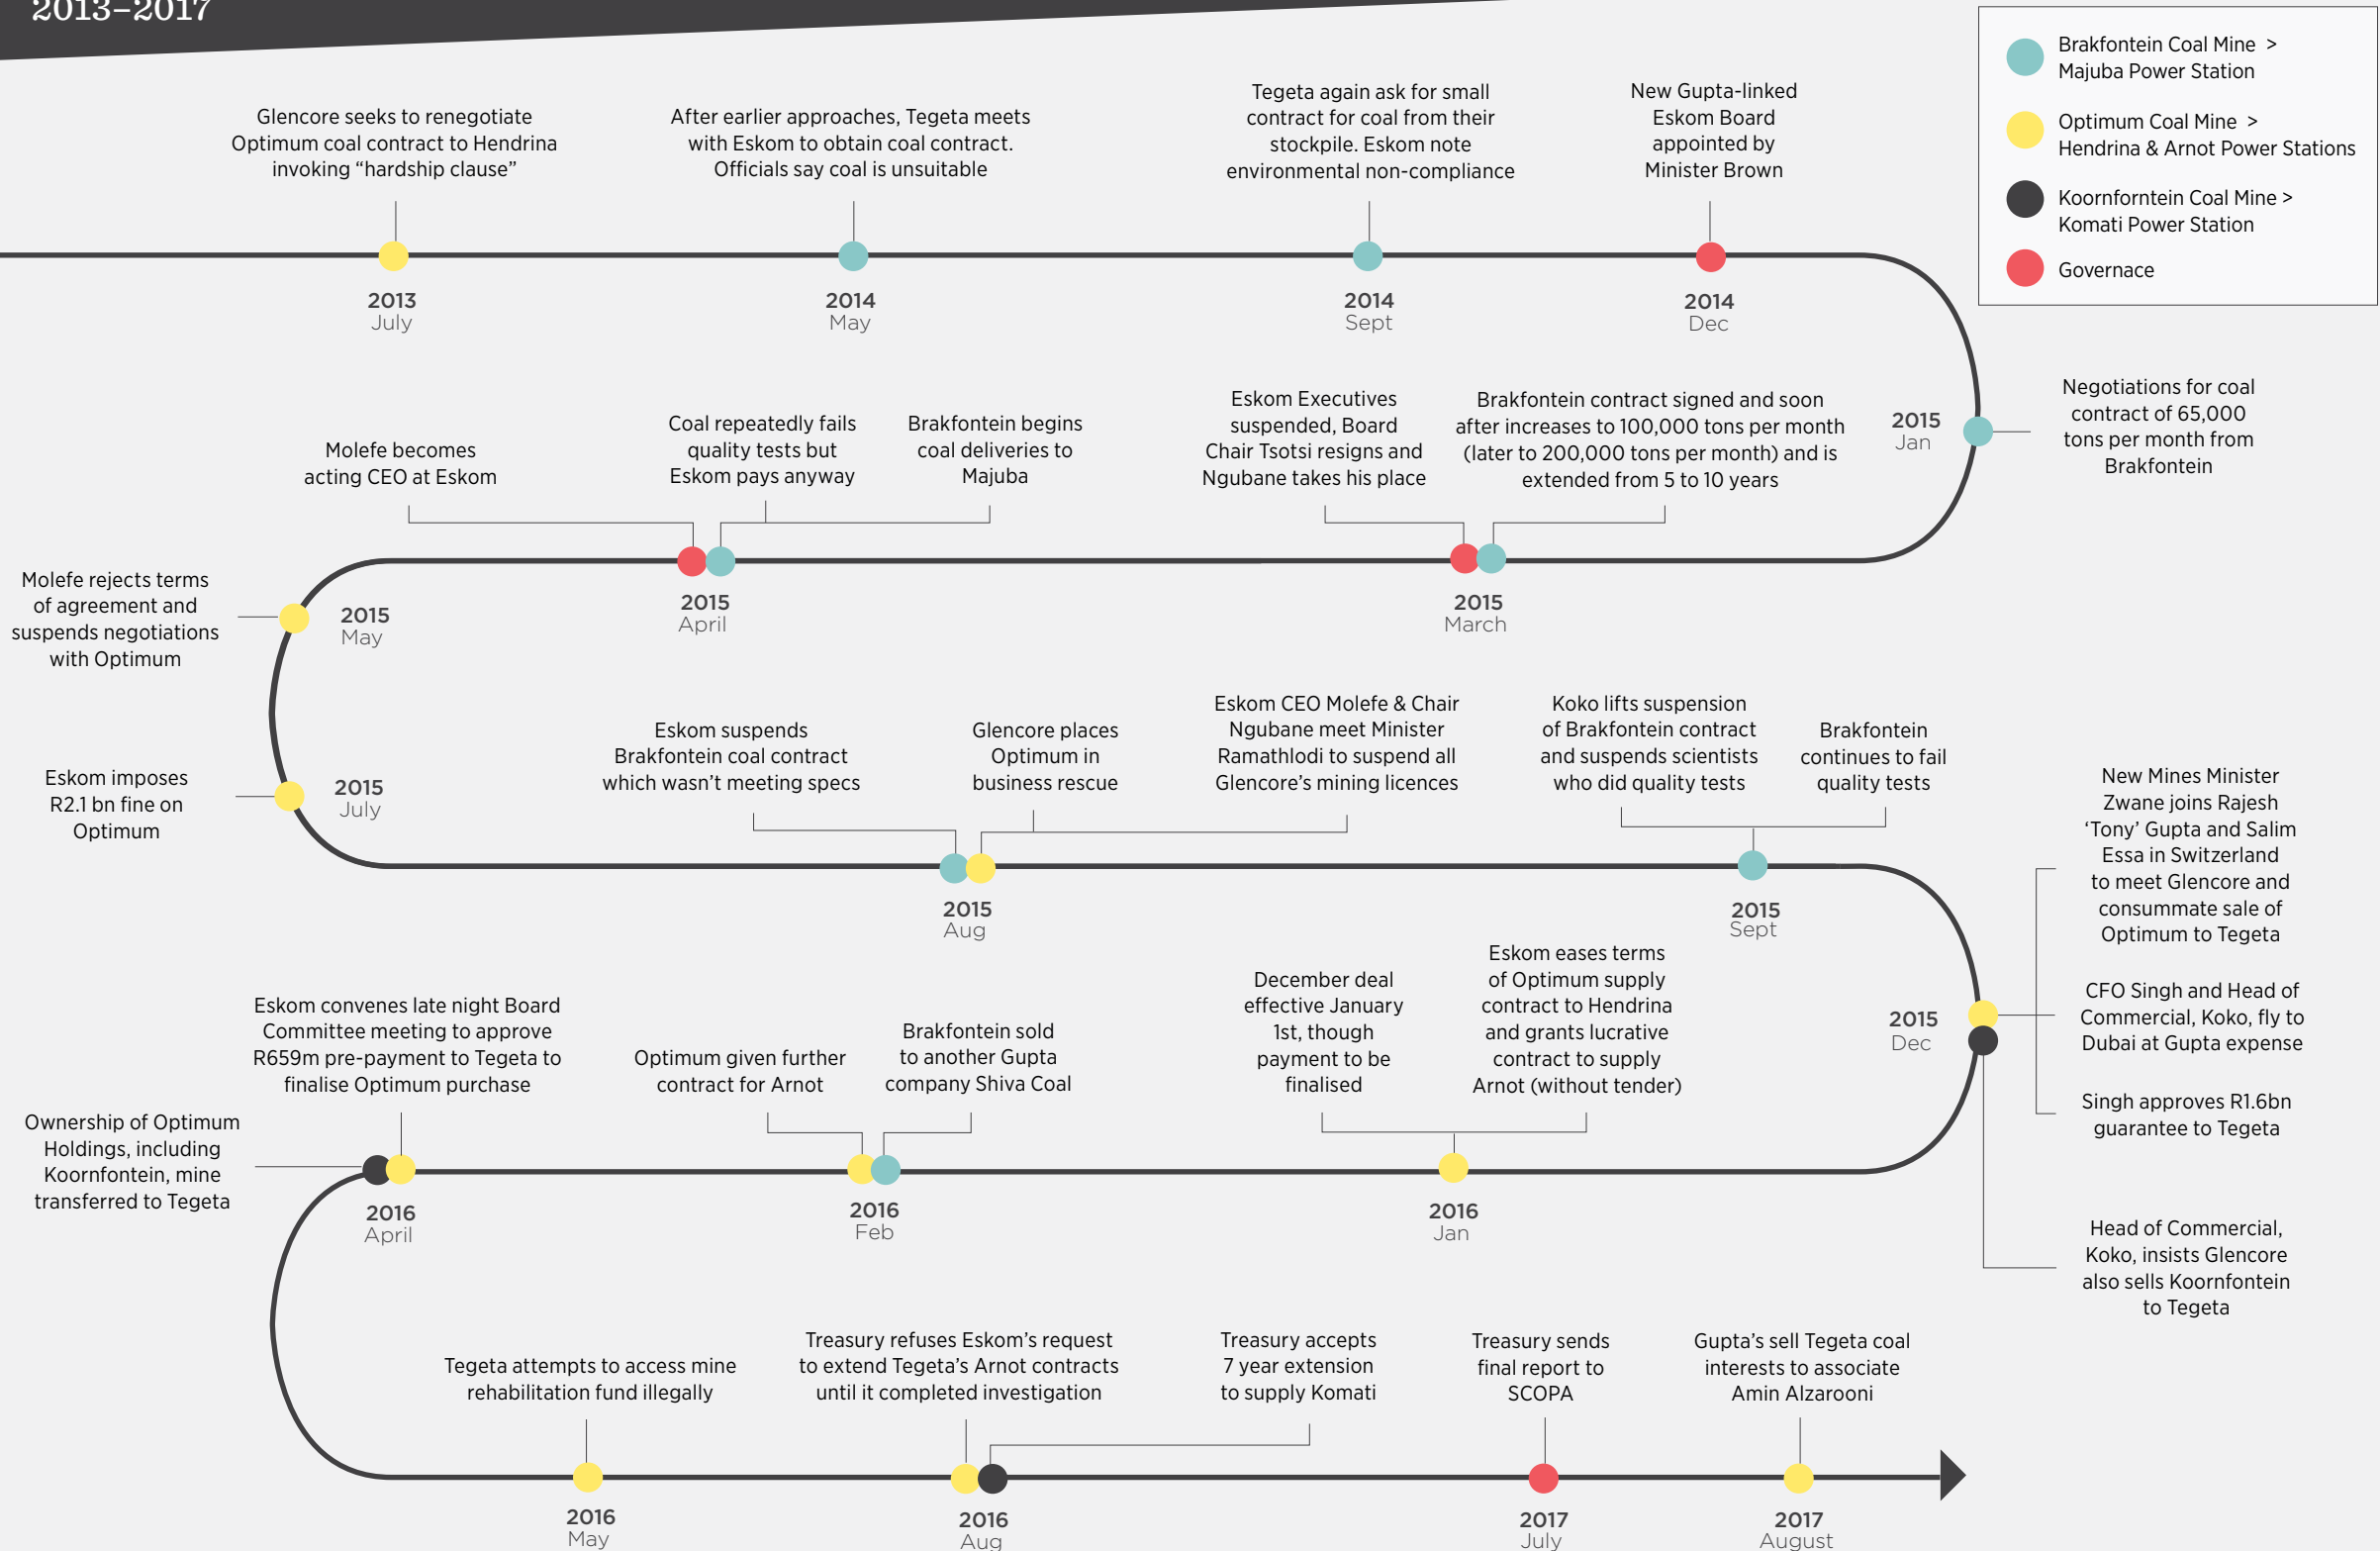 2013–2017
Brakfontein Coal Mine >
Majuba Power Station
Optimum Coal Mine >
Hendrina & Arnot Power Stations
Koornforntein Coal Mine >
Komati Power Station
Governace
Glencore seeks to renegotiate
Optimum coal contract to Hendrina
invoking “hardship clause”
2013
July
After earlier approaches, Tegeta meets
with Eskom to obtain coal contract.
Officials say coal is unsuitable
2014
May
Tegeta again ask for small
contract for coal from their
stockpile. Eskom note
environmental non-compliance
2014
Sept
New Gupta-linked
Eskom Board
appointed by
Minister Brown
2014
Dec
2015
Jan
Negotiations for coal
contract of 65,000
tons per month from
Brakfontein
Eskom Executives
suspended, Board
Chair Tsotsi resigns and
Ngubane takes his place
Brakfontein contract signed and soon
after increases to 100,000 tons per month
(later to 200,000 tons per month) and is
extended from 5 to 10 years
2015
March
Molefe becomes
acting CEO at Eskom
Coal repeatedly fails
quality tests but
Eskom pays anyway
Brakfontein begins
coal deliveries to
Majuba
2015
April
Molefe rejects terms
of agreement and
suspends negotiations
with Optimum
2015
May
Eskom imposes
R2.1 bn fine on
Optimum
2015
July
Eskom suspends
Brakfontein coal contract
which wasn’t meeting specs
Glencore places
Optimum in
business rescue
Eskom CEO Molefe & Chair
Ngubane meet Minister
Ramathlodi to suspend all
Glencore’s mining licences
2015
Aug
Koko lifts suspension
of Brakfontein contract
and suspends scientists
who did quality tests
Brakfontein
continues to fail
quality tests
2015
Sept
New Mines Minister
Zwane joins Rajesh
‘Tony’ Gupta and Salim
Essa in Switzerland
to meet Glencore and
consummate sale of
Optimum to Tegeta
CFO Singh and Head of
Commercial, Koko, fly to
Dubai at Gupta expense
Singh approves R1.6bn
guarantee to Tegeta
2015
Dec
Head of Commercial,
Koko, insists Glencore
also sells Koornfontein
to Tegeta
December deal
effective January
1st, though
payment to be
finalised
Eskom eases terms
of Optimum supply
contract to Hendrina
and grants lucrative
contract to supply
Arnot (without tender)
2016
Jan
Optimum given further
contract for Arnot
Brakfontein sold
to another Gupta
company Shiva Coal
2016
Feb
Eskom convenes late night Board
Committee meeting to approve
R659m pre-payment to Tegeta to
finalise Optimum purchase
Ownership of Optimum
Holdings, including
Koornfontein, mine
transferred to Tegeta
2016
April
Tegeta attempts to access mine
rehabilitation fund illegally
2016
May
Treasury refuses Eskom’s request
to extend Tegeta’s Arnot contracts
until it completed investigation
Treasury accepts
7 year extension
to supply Komati
2016
Aug
Treasury sends
final report to
SCOPA
2017
July
Gupta’s sell Tegeta coal
interests to associate
Amin Alzarooni
2017
August